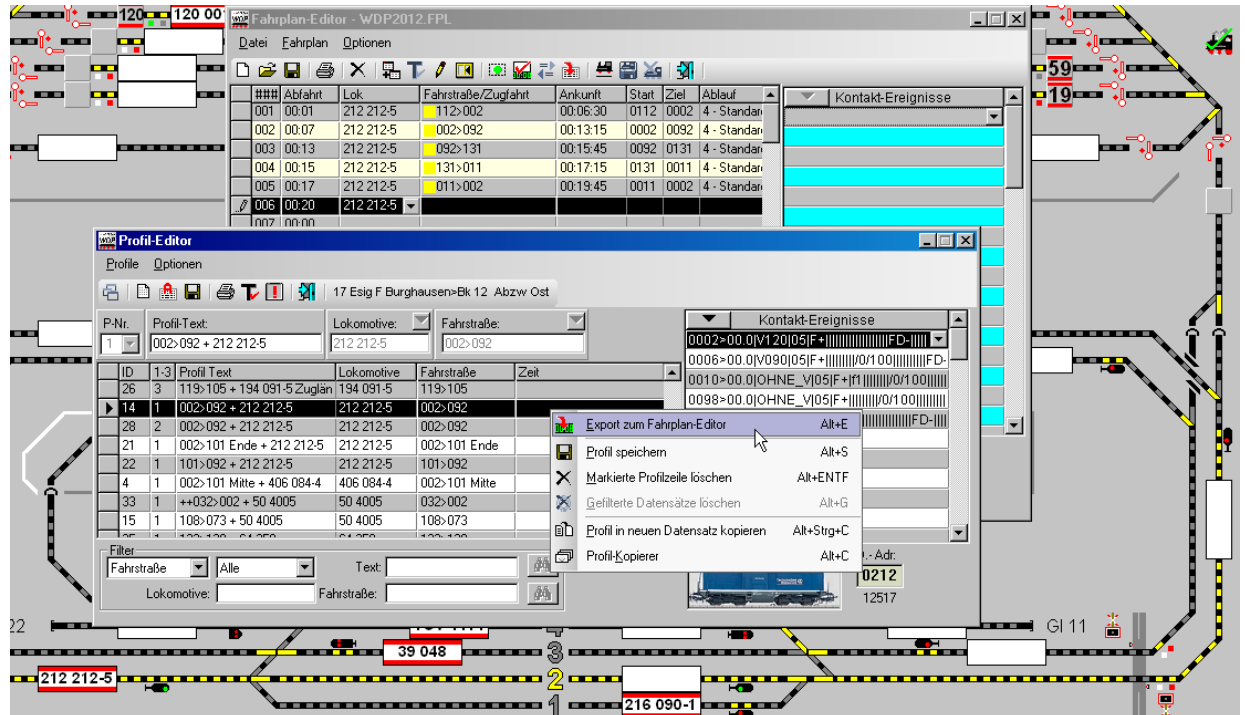 120 120 00
Fahrplan-Editor - WDP2012.FPL
Datei Fahrplan Optionen
### Abfahrt Lok Fahrstraße/Zugfahrt Ankunft Start Ziel Ablauf
001 00:01 212 212-5 112>002 00:06:30 0112 0002 4 - Standar
002 00:07 212 212-5 002>092 00:13:15 0002 0092 4 - Standar
003 00:13 212 212-5 092>131 00:15:45 0092 0131 4 - Standar
004 00:15 212 212-5 131>011 00:17:15 0131 0011 4 - Standar
005 00:17 212 212-5 011>002 00:19:45 0011 0002 4 - Standar
006 00:20 212 212-5
007 00:00
Kontakt-Ereignisse
59
19
WDP Profil-Editor
Profile Optionen
17 Esig F Burghausen>Bk 12 Abzw Ost
P-Nr. Profil-Text: Lokomotive: Fahrstraße:
1 002>092 + 212 212-5 212 212-5 002>092
ID 1-3 Profil Text Lokomotive Fahrstraße Zeit
26 3 119>105 + 194 091-5 Zuglän 194 091-5 119>105
14 1 002>092 + 212 212-5 212 212-5 002>092
28 2 002>092 + 212 212-5 212 212-5 002>092
21 1 002>101 Ende + 212 212-5 212 212-5 002>101 Ende
22 1 101>092 + 212 212-5 212 212-5 101>092
4 1 002>101 Mitte + 406 084-4 406 084-4 002>101 Mitte
33 1 ++032>002 + 50 4005 50 4005 032>002
15 1 108>073 + 50 4005 50 4005 108>073
Kontakt-Ereignisse
0002>00.0|V120|05|F+||||||||||||||||||FD-||||
0006>00.0|V090|05|F+|||||||||/0/100|||||||||FD-
0010>00.0|OHNE_V|05|F+|f1||||||||/0/100||||||
0098>00.0|OHNE_V|05|F+|||||||||/0/100|||||||||
FD-||||
Export zum Fahrplan-Editor Alt+E
Profil speichern Alt+S
Markierte Profilzeile löschen Alt+ENTF
Gefilterte Datensätze löschen Alt+G
Profil in neuen Datensatz kopieren Alt+Strg+C
Profil-Kopierer Alt+C
Filter
Fahrstraße Alle Text:
Lokomotive: Fahrstraße:
.- Adr:
0212
12517
22
Gl 11
39 048
3
212 212-5
2
1
216 090-1